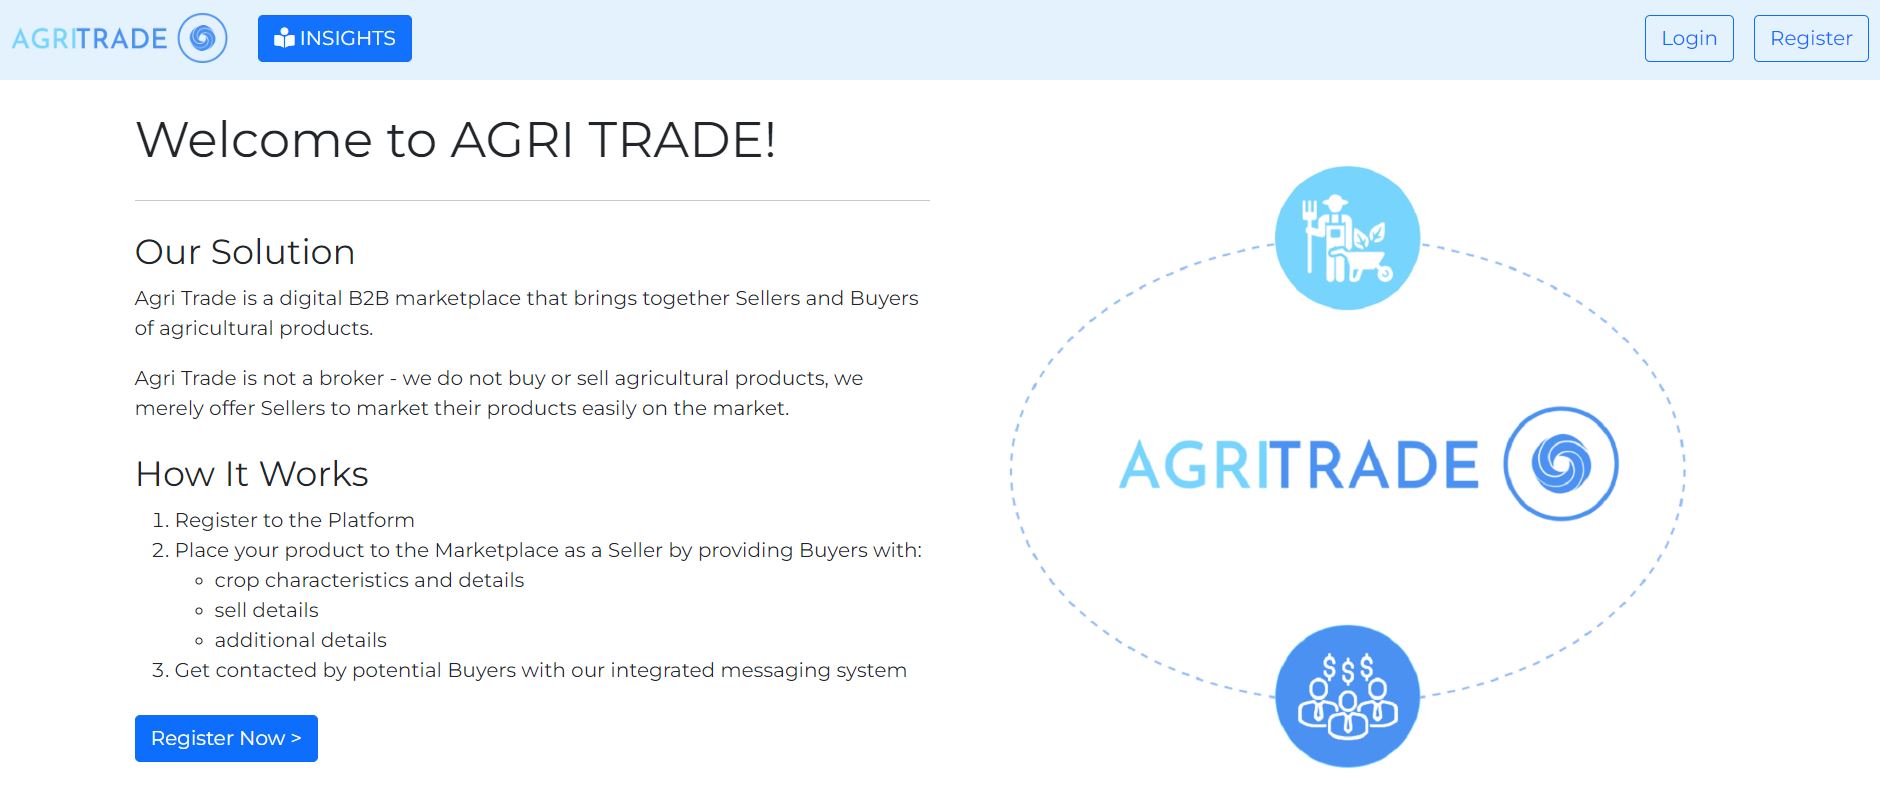 AGRITRADE
INSIGHTS
Login
Register
Welcome to AGRI TRADE!
Our Solution
Agri Trade is a digital B2B marketplace that brings together Sellers and Buyers
of agricultural products.
Agri Trade is not a broker - we do not buy or sell agricultural products, we
merely offer Sellers to market their products easily on the market.
How It Works
1. Register to the Platform
2. Place your product to the Marketplace as a Seller by providing Buyers with:
◦ crop characteristics and details
◦ sell details
◦ additional details
3. Get contacted by potential Buyers with our integrated messaging system
Register Now >
AGRITRADE
$ $ $